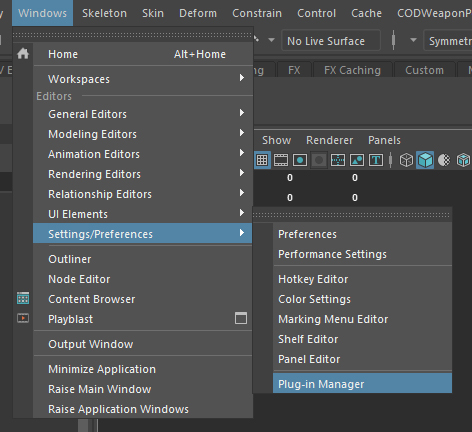 Windows Skeleton Skin Deform Constrain Control Cache CODWeaponP
No Live Surface Symmetr
FX FX Caching Custom
Home Alt+Home
Workspaces
Editors
General Editors
Modeling Editors
Animation Editors
Rendering Editors
Relationship Editors
UI Elements
Settings/Preferences
Outliner
Node Editor
Content Browser
Playblast
Output Window
Minimize Application
Raise Main Window
Raise Application Windows
Show Renderer Panels
0 0
0 0
Preferences
Performance Settings
Hotkey Editor
Color Settings
Marking Menu Editor
Shelf Editor
Panel Editor
Plug-in Manager